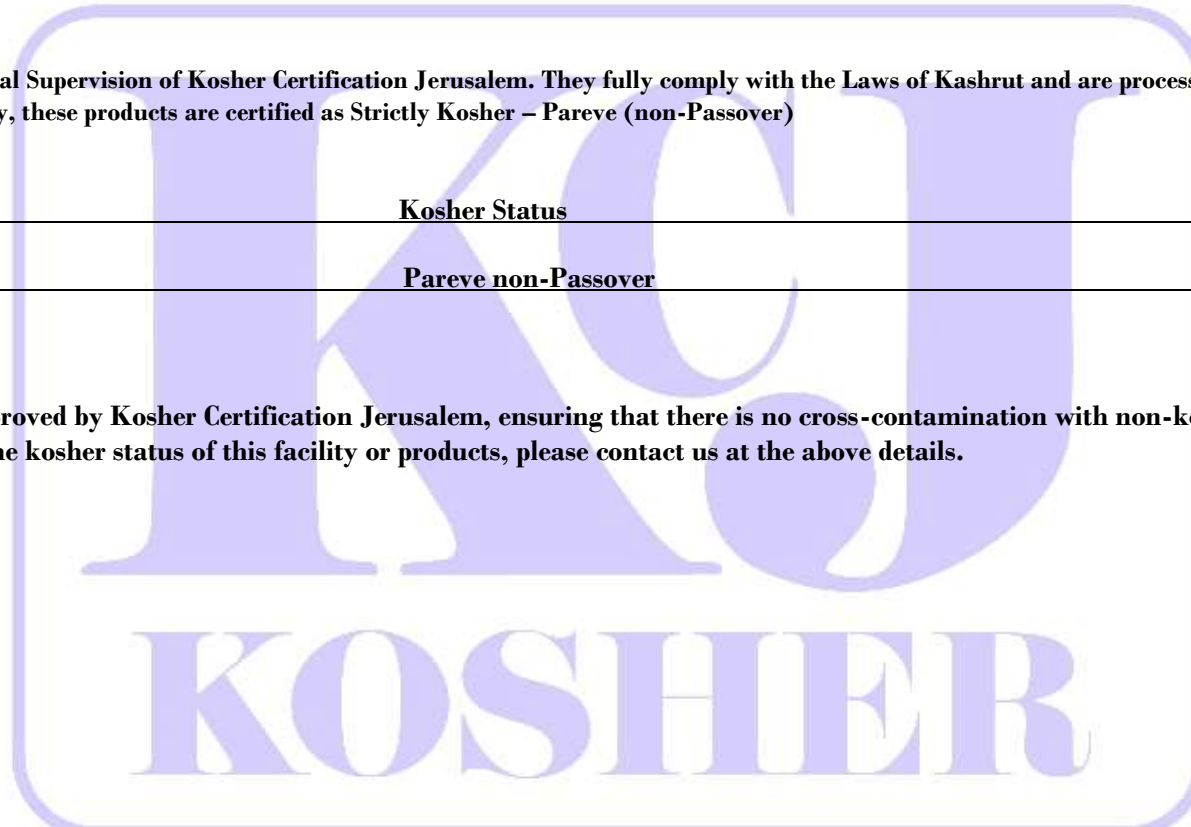 al Supervision of Kosher Certification Jerusalem. They fully comply with the Laws of Kashrut and are process
y, these products are certified as Strictly Kosher – Pareve (non-Passover)
Kosher Status
Pareve non-Passover
roved by Kosher Certification Jerusalem, ensuring that there is no cross-contamination with non-k
ne kosher status of this facility or products, please contact us at the above details.
KCJ
KOSHER